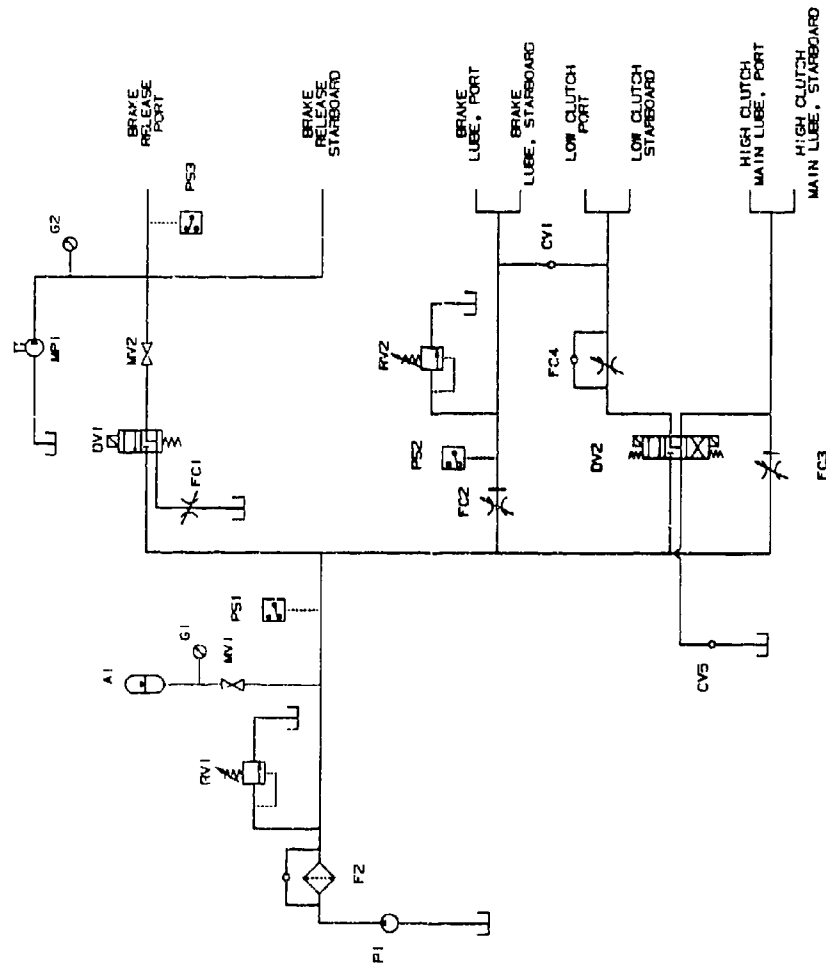 BRAKE
RELEASE
PORT
BRAKE
RELEASE
STARBOARD
BRAKE
LUBE, PORT
BRAKE
LUBE, STARBOARD
LOW CLUTCH
PORT
LOW CLUTCH
STARBOARD
HIGH CLUTCH
MAIN LUBE, PORT
HIGH CLUTCH
MAIN LUBE, STARBOARD
G2
PS3
MP1
MV2
DV1
FC1
CV1
RV2
FC4
PS2
FC2
DV2
FC3
PS1
G1
A1
MV1
CV5
RV1
F2
P1